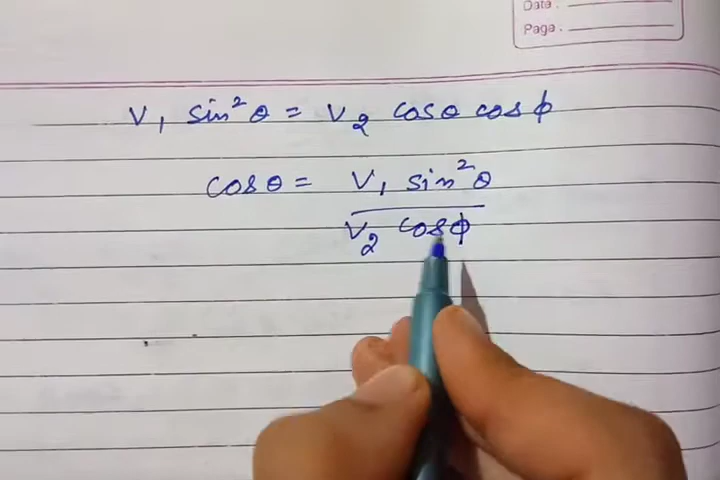 Date.
Page.
V₁ sin²θ = V₂ cosθ cosϕ
cosθ = V₁ sin²θ
V₂ cosϕ